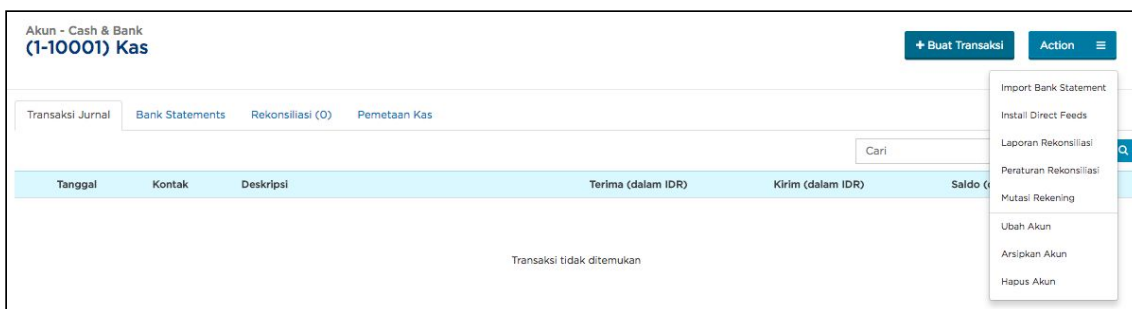 Akun - Cash & Bank
(1-10001) Kas
+ Buat Transaksi
Action
Import Bank Statement
Install Direct Feeds
Laporan Rekonsiliasi
Peraturan Rekonsiliasi
Mutasi Rekening
Ubah Akun
Arsipkan Akun
Hapus Akun
Transaksi Jurnal Bank Statements Rekonsiliasi (0) Pemetaan Kas
Cari
Tanggal Kontak Deskripsi Terima (dalam IDR) Kirim (dalam IDR) Saldo
Transaksi tidak ditemukan